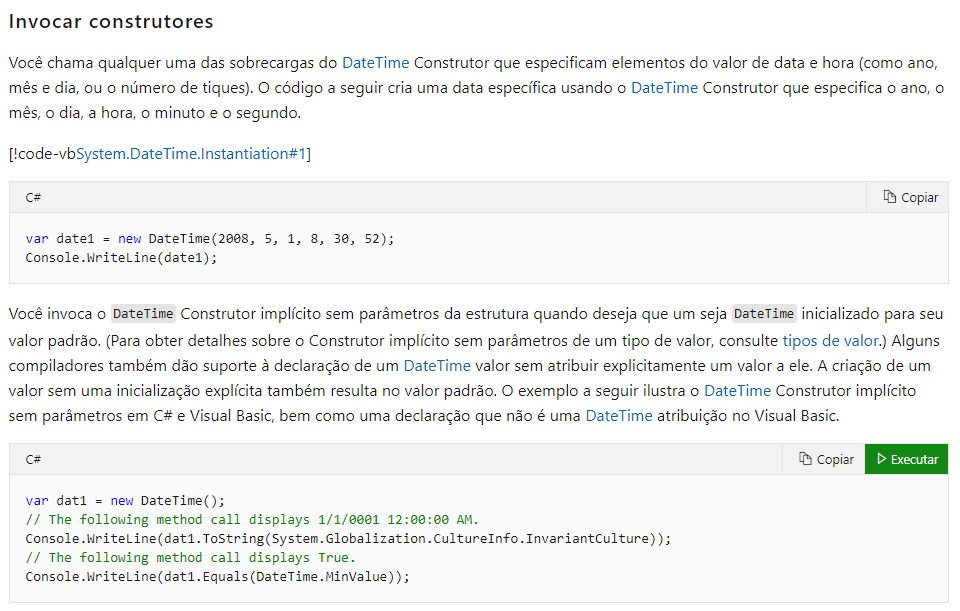 Invocar construtores
Você chama qualquer uma das sobrecargas do DateTime Construtor que especificam elementos do valor de data e hora (como ano,
mês e dia, ou o número de tiques). O código a seguir cria uma data específica usando o DateTime Construtor que especifica o ano, o
mês, o dia, a hora, o minuto e o segundo.
[!code-vbSystem.DateTime.Instantiation#1]
C# Copiar
var date1 = new DateTime(2008, 5, 1, 8, 30, 52);
Console.WriteLine(date1);
Você invoca o DateTime Construtor implícito sem parâmetros da estrutura quando deseja que um seja DateTime inicializado para seu
valor padrão. (Para obter detalhes sobre o Construtor implícito sem parâmetros de um tipo de valor, consulte tipos de valor.) Alguns
compiladores também dão suporte à declaração de um DateTime valor sem atribuir explicitamente um valor a ele. A criação de um
valor sem uma inicialização explícita também resulta no valor padrão. O exemplo a seguir ilustra o DateTime Construtor implícito
sem parâmetros em C# e Visual Basic, bem como uma declaração que não é uma DateTime atribuição no Visual Basic.
C# Copiar Executar
var dat1 = new DateTime();
// The following method call displays 1/1/0001 12:00:00 AM.
Console.WriteLine(dat1.ToString(System.Globalization.CultureInfo.InvariantCulture));
// The following method call displays True.
Console.WriteLine(dat1.Equals(DateTime.MinValue));